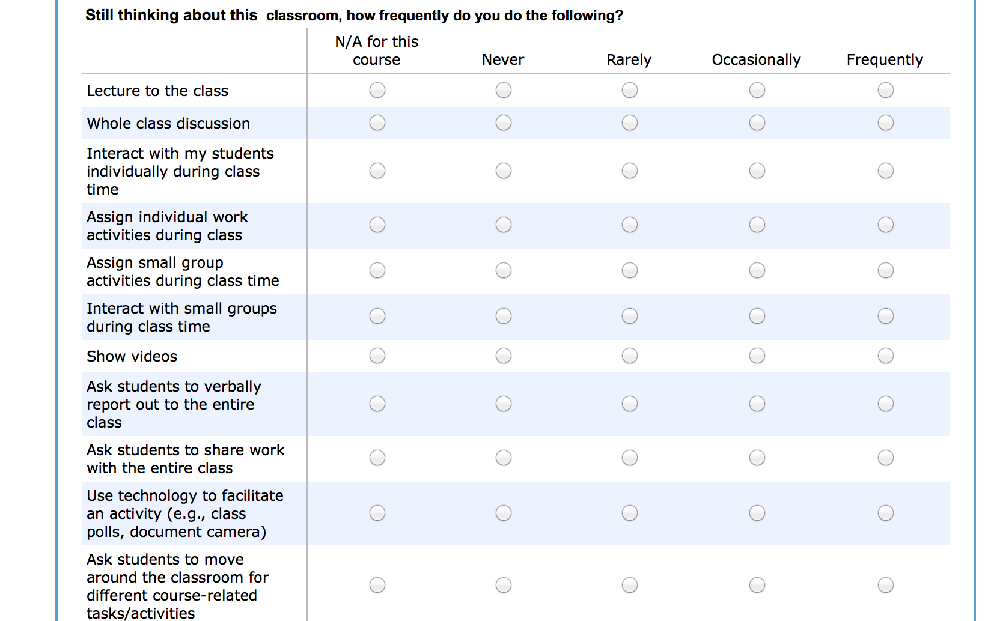 Still thinking about this  classroom, how frequently do you do the following?
N/A for this
course Never Rarely Occasionally Frequently
Lecture to the class
Whole class discussion
Interact with my students
individually during class
time
Assign individual work
activities during class
Assign small group
activities during class time
Interact with small groups
during class time
Show videos
Ask students to verbally
report out to the entire
class
Ask students to share work
with the entire class
Use technology to facilitate
an activity (e.g., class
polls, document camera)
Ask students to move
around the classroom for
different course-related
tasks/activities